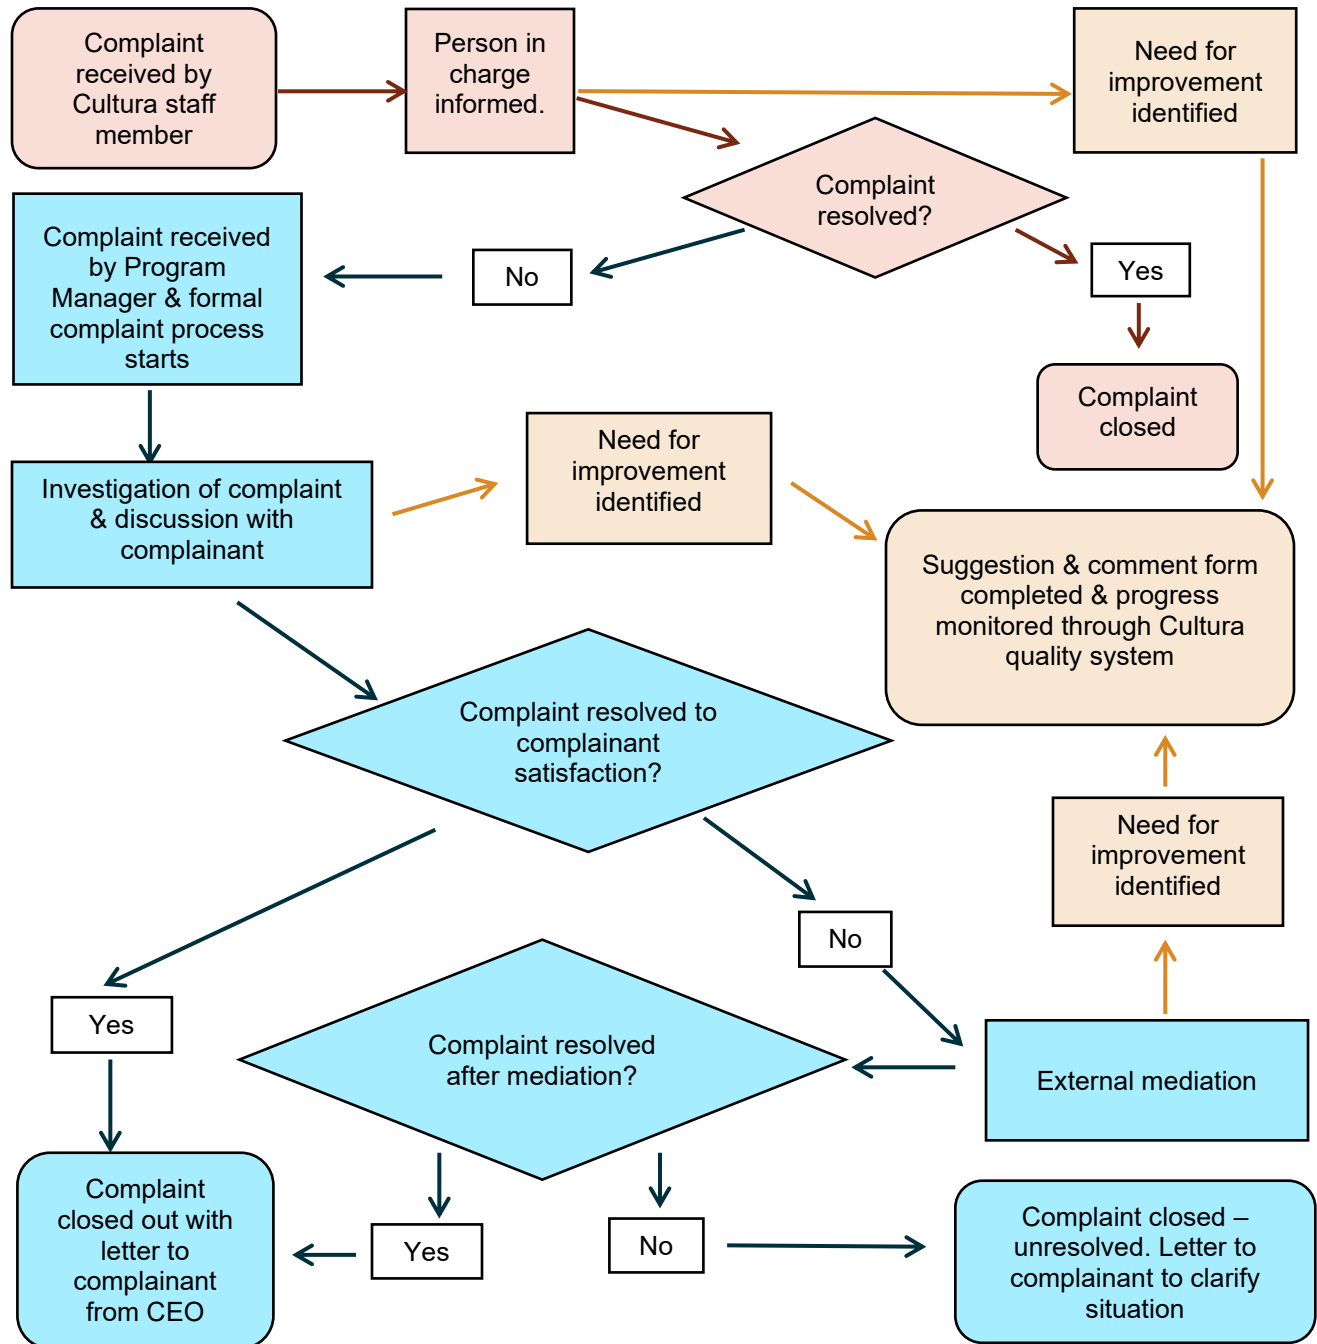 Complaint
received by
Cultura staff
member
Person in
charge
informed.
Need for
improvement
identified
Complaint
resolved?
Complaint received
by Program
Manager & formal
complaint process
starts
No
Yes
Complaint
closed
Need for
improvement
identified
Investigation of complaint
& discussion with
complainant
Suggestion & comment form
completed & progress
monitored through Cultura
quality system
Complaint resolved to
complainant
satisfaction?
Need for
improvement
identified
No
Yes
Complaint resolved
after mediation?
External mediation
Complaint
closed out with
letter to
complainant
from CEO
Yes
No
Complaint closed –
unresolved. Letter to
complainant to clarify
situation